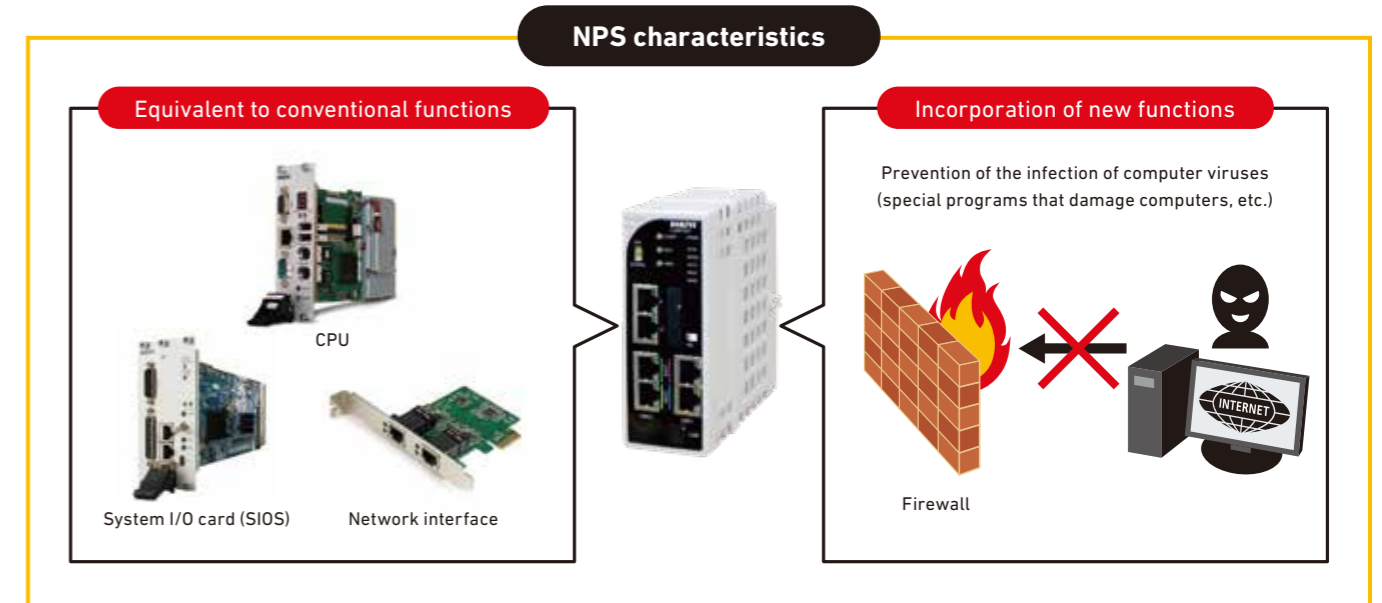 NPS characteristics
Equivalent to conventional functions
CPU
System I/O card (SIOS)
Network interface
Incorporation of new functions
Prevention of the infection of computer viruses
(special programs that damage computers, etc.)
INTERNET
Firewall